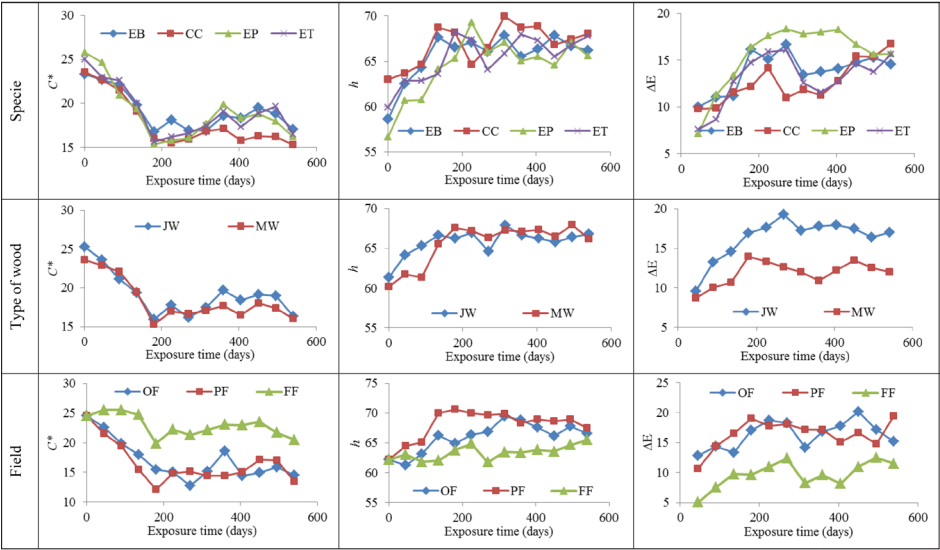 Specie
30
25
20
15
C*
EB
CC
EP
ET
0
200
400
600
Exposure time (days)
70
65
60
55
h
EB
CC
EP
ET
0
200
400
600
Exposure time (days)
20
15
10
5
ΔE
EB
CC
EP
ET
0
200
400
600
Exposure time (days)
Type of wood
30
25
20
15
C*
JW
MW
0
200
400
600
Exposure time (days)
70
65
60
55
h
JW
MW
0
200
400
600
Exposure time (days)
20
15
10
5
0
ΔE
JW
MW
0
200
400
600
Exposure time (days)
Field
30
25
20
15
10
C*
OF
PF
FF
0
200
400
600
Exposure time (days)
75
70
65
60
55
h
OF
PF
FF
0
200
400
600
Exposure time (days)
25
20
15
10
5
ΔE
OF
PF
FF
0
200
400
600
Exposure time (days)